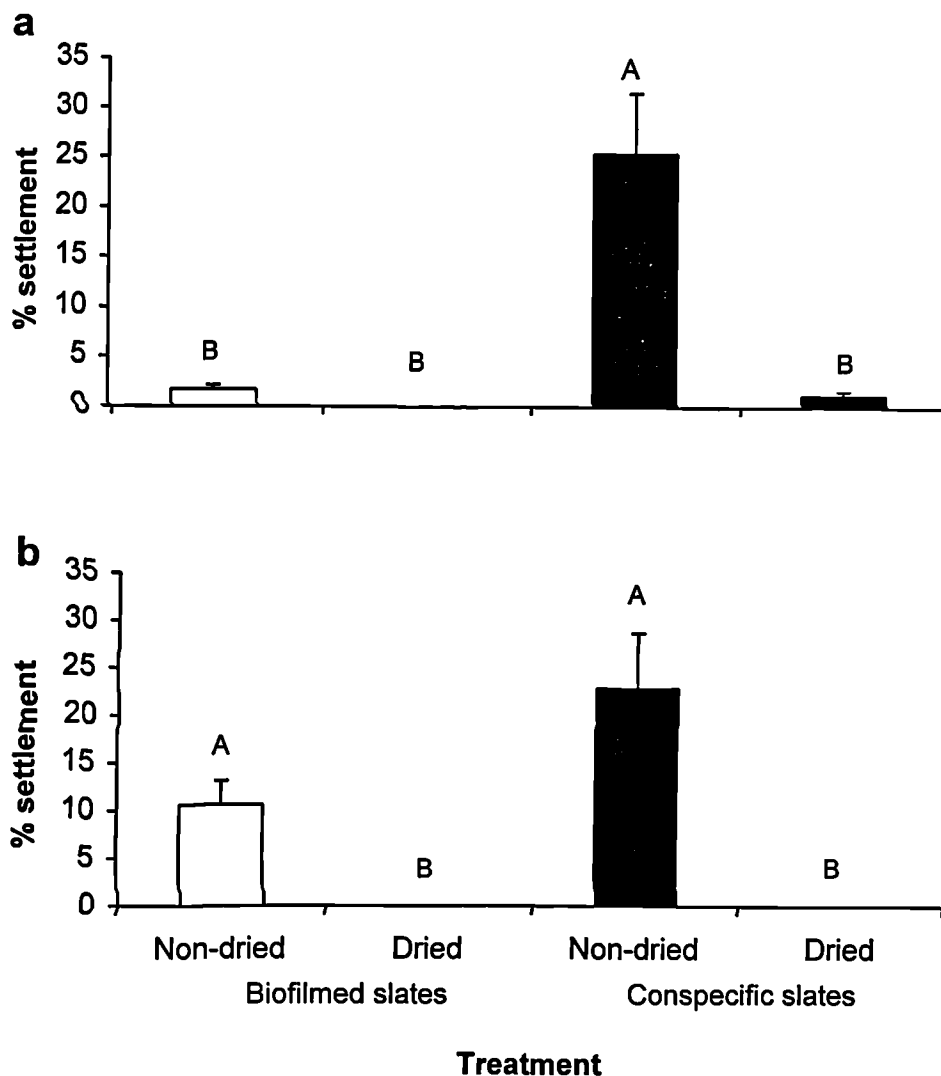 a
35
30
25
20
15
10
5
0
% settlement
B
B
A
B
b
35
30
25
20
15
10
5
0
% settlement
A
B
A
B
Non-dried Dried Non-dried Dried
Biofilmed slates Conspecific slates
Treatment